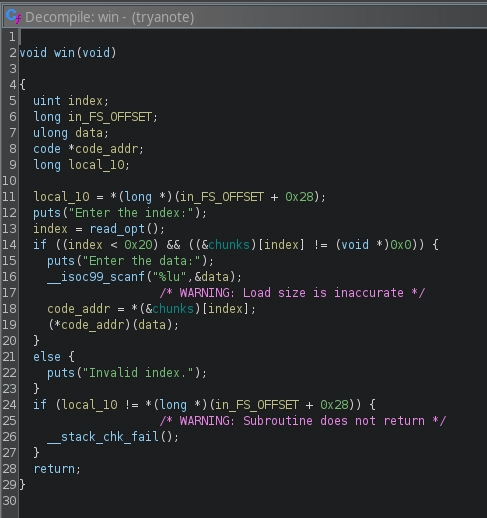 Decompile: win - (tryanote)
1
2 void win(void)
3
4 {
5 uint index;
6 long in_FS_OFFSET;
7 ulong data;
8 code *code_addr;
9 long local_10;
10
11 local_10 = *(long *)(in_FS_OFFSET + 0x28);
12 puts("Enter the index:");
13 index = read_opt();
14 if ((index < 0x20) && ((&chunks)[index] != (void *)0x0)) {
15 puts("Enter the data:");
16 __isoc99_scanf("%lu",&data);
17 /* WARNING: Load size is inaccurate */
18 code_addr = *(&chunks)[index];
19 (*code_addr)(data);
20 }
21 else {
22 puts("Invalid index.");
23 }
24 if (local_10 != *(long *)(in_FS_OFFSET + 0x28)) {
25 /* WARNING: Subroutine does not return */
26 __stack_chk_fail();
27 }
28 return;
29 }
30